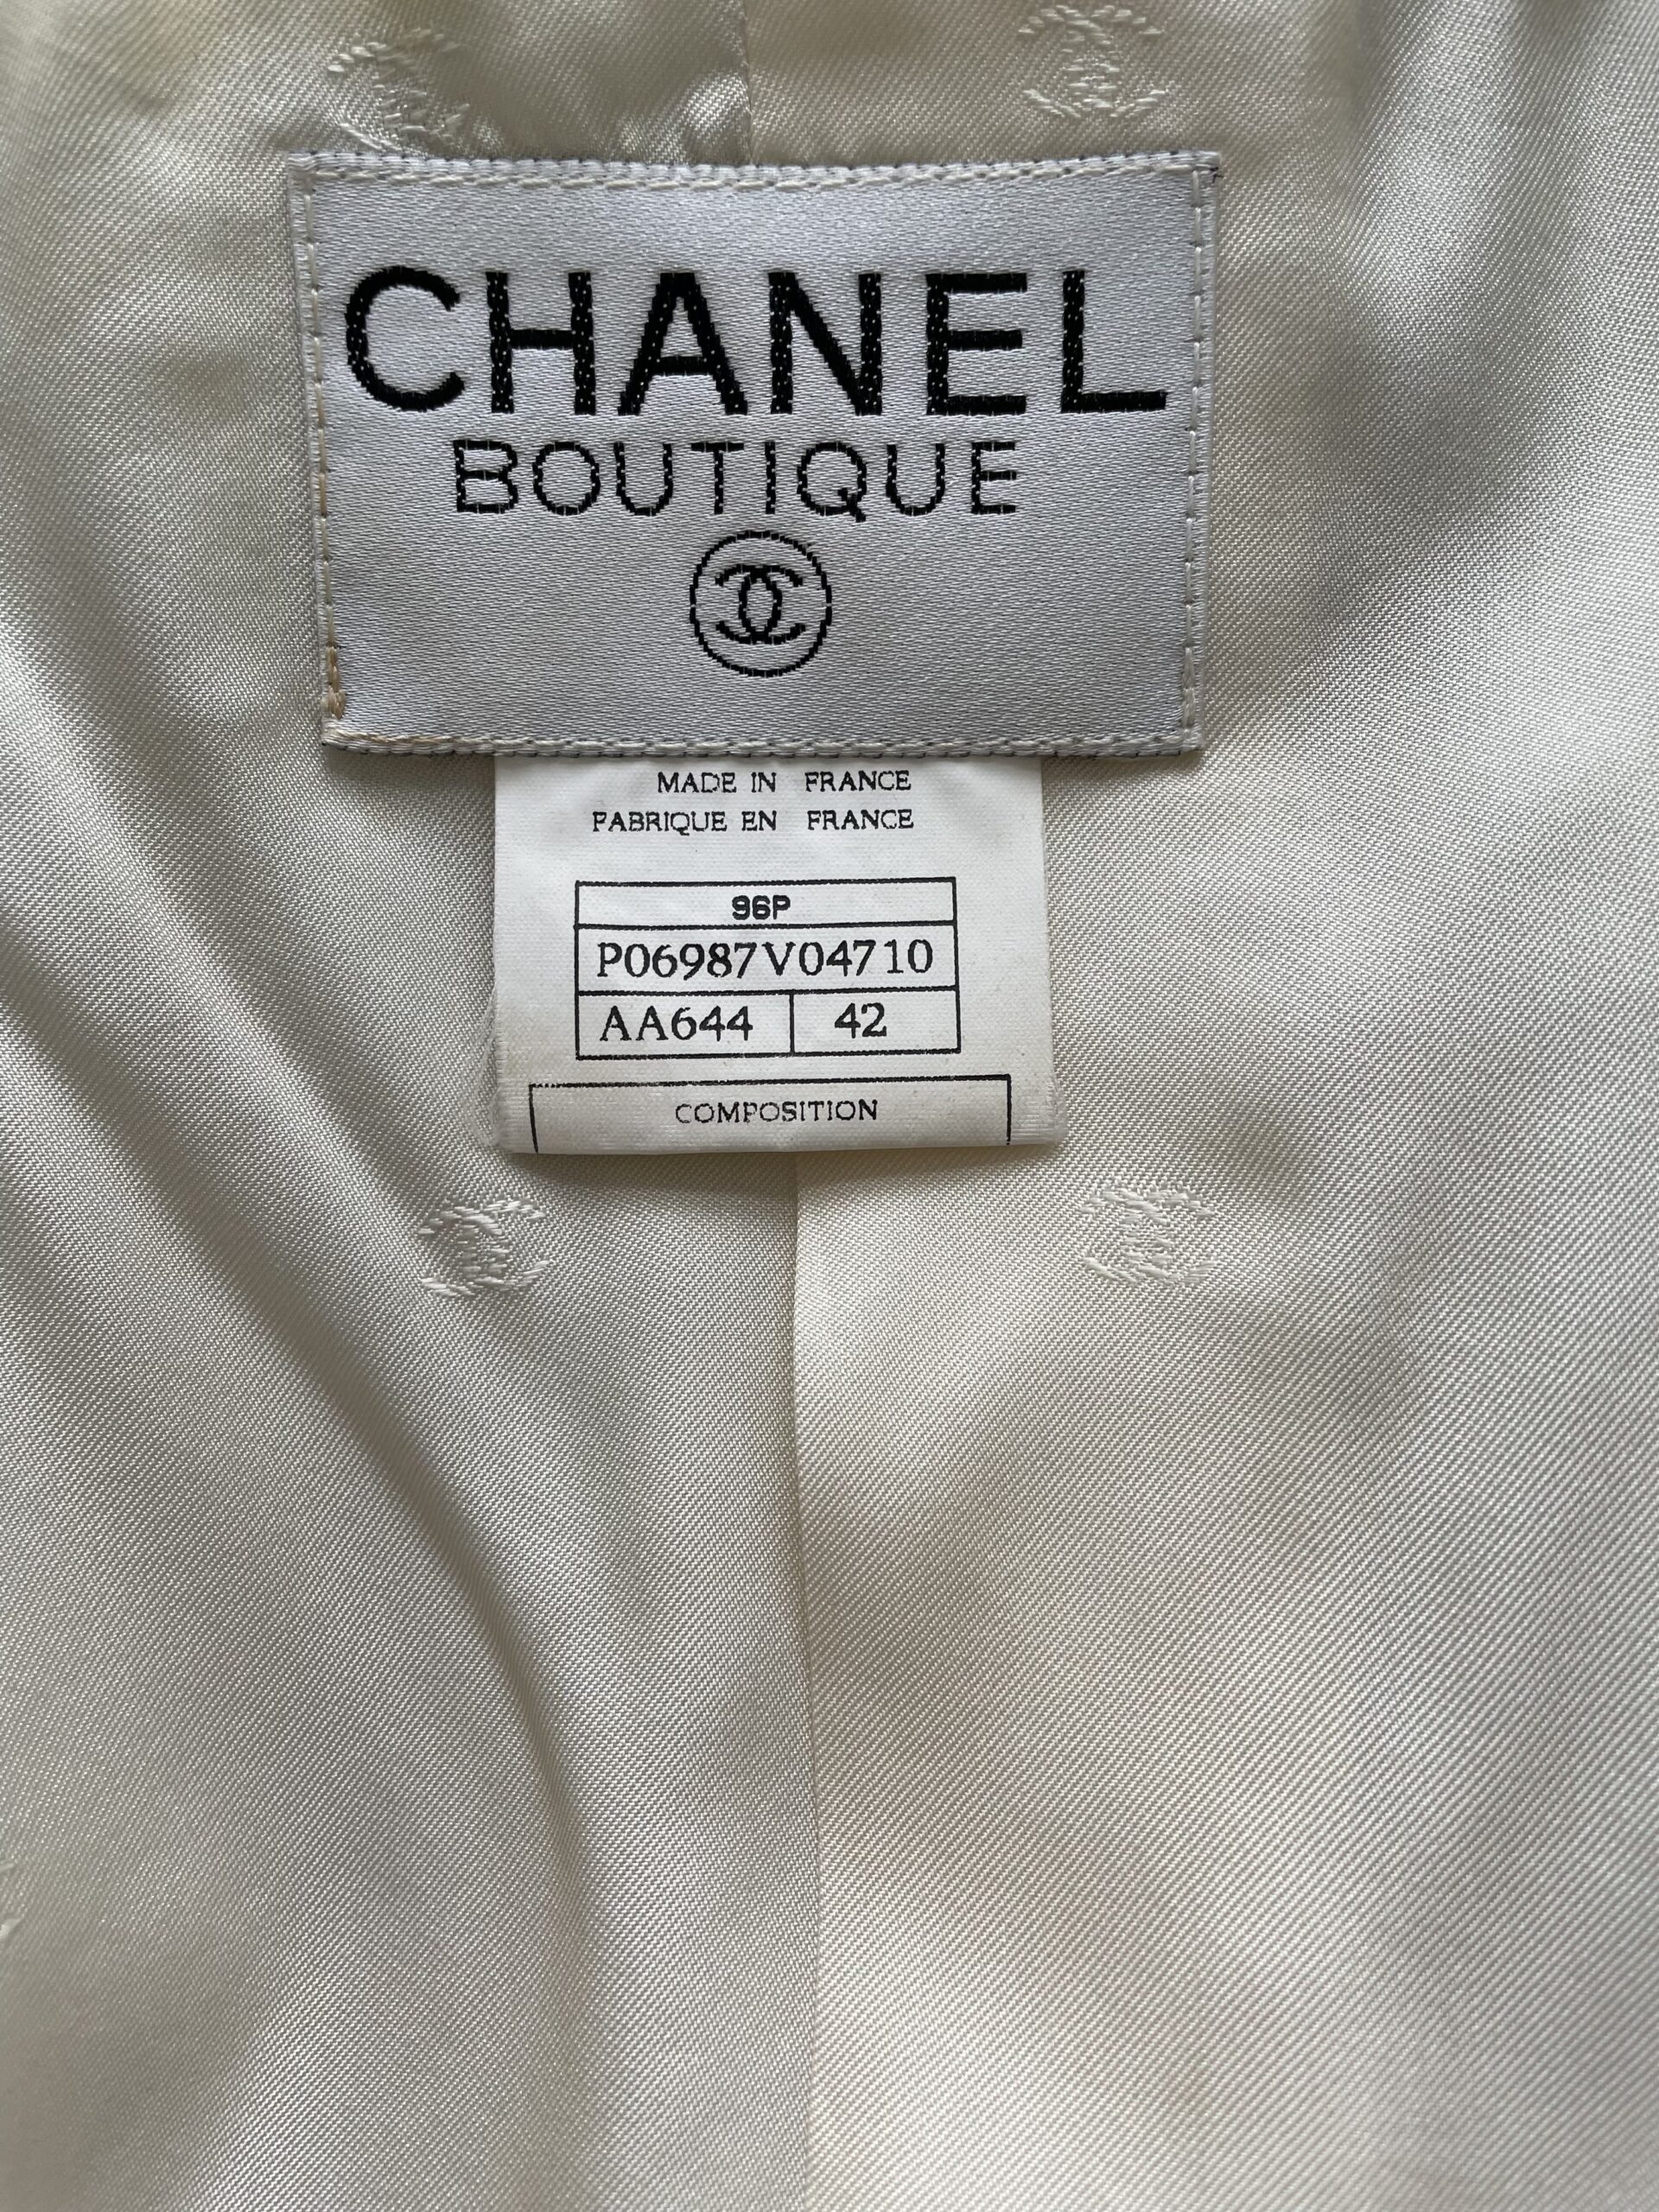 CHANEL
BOUTIQUE
MADE IN FRANCE
FABRIQUE EN FRANCE
96P
P06987V04710
AA644 42
COMPOSITION